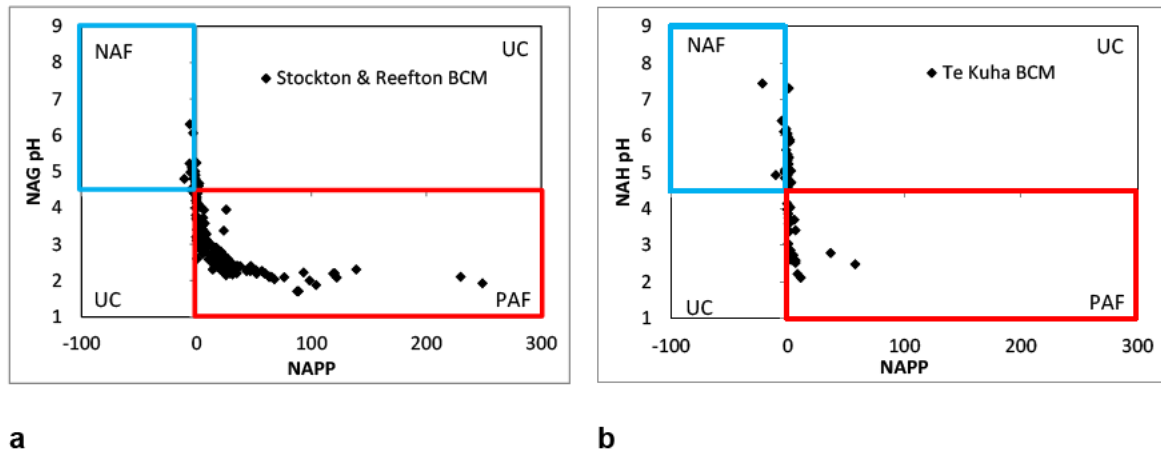 9
8
7
6
5
4
3
2
1
NAG pH
NAF
UC
Stockton & Reefton BCM
UC
PAF
-100 0 100 200 300
NAPP
a
9
8
7
6
5
4
3
2
1
NAH pH
NAF
UC
Te Kuha BCM
UC
PAF
-100 0 100 200 300
NAPP
b